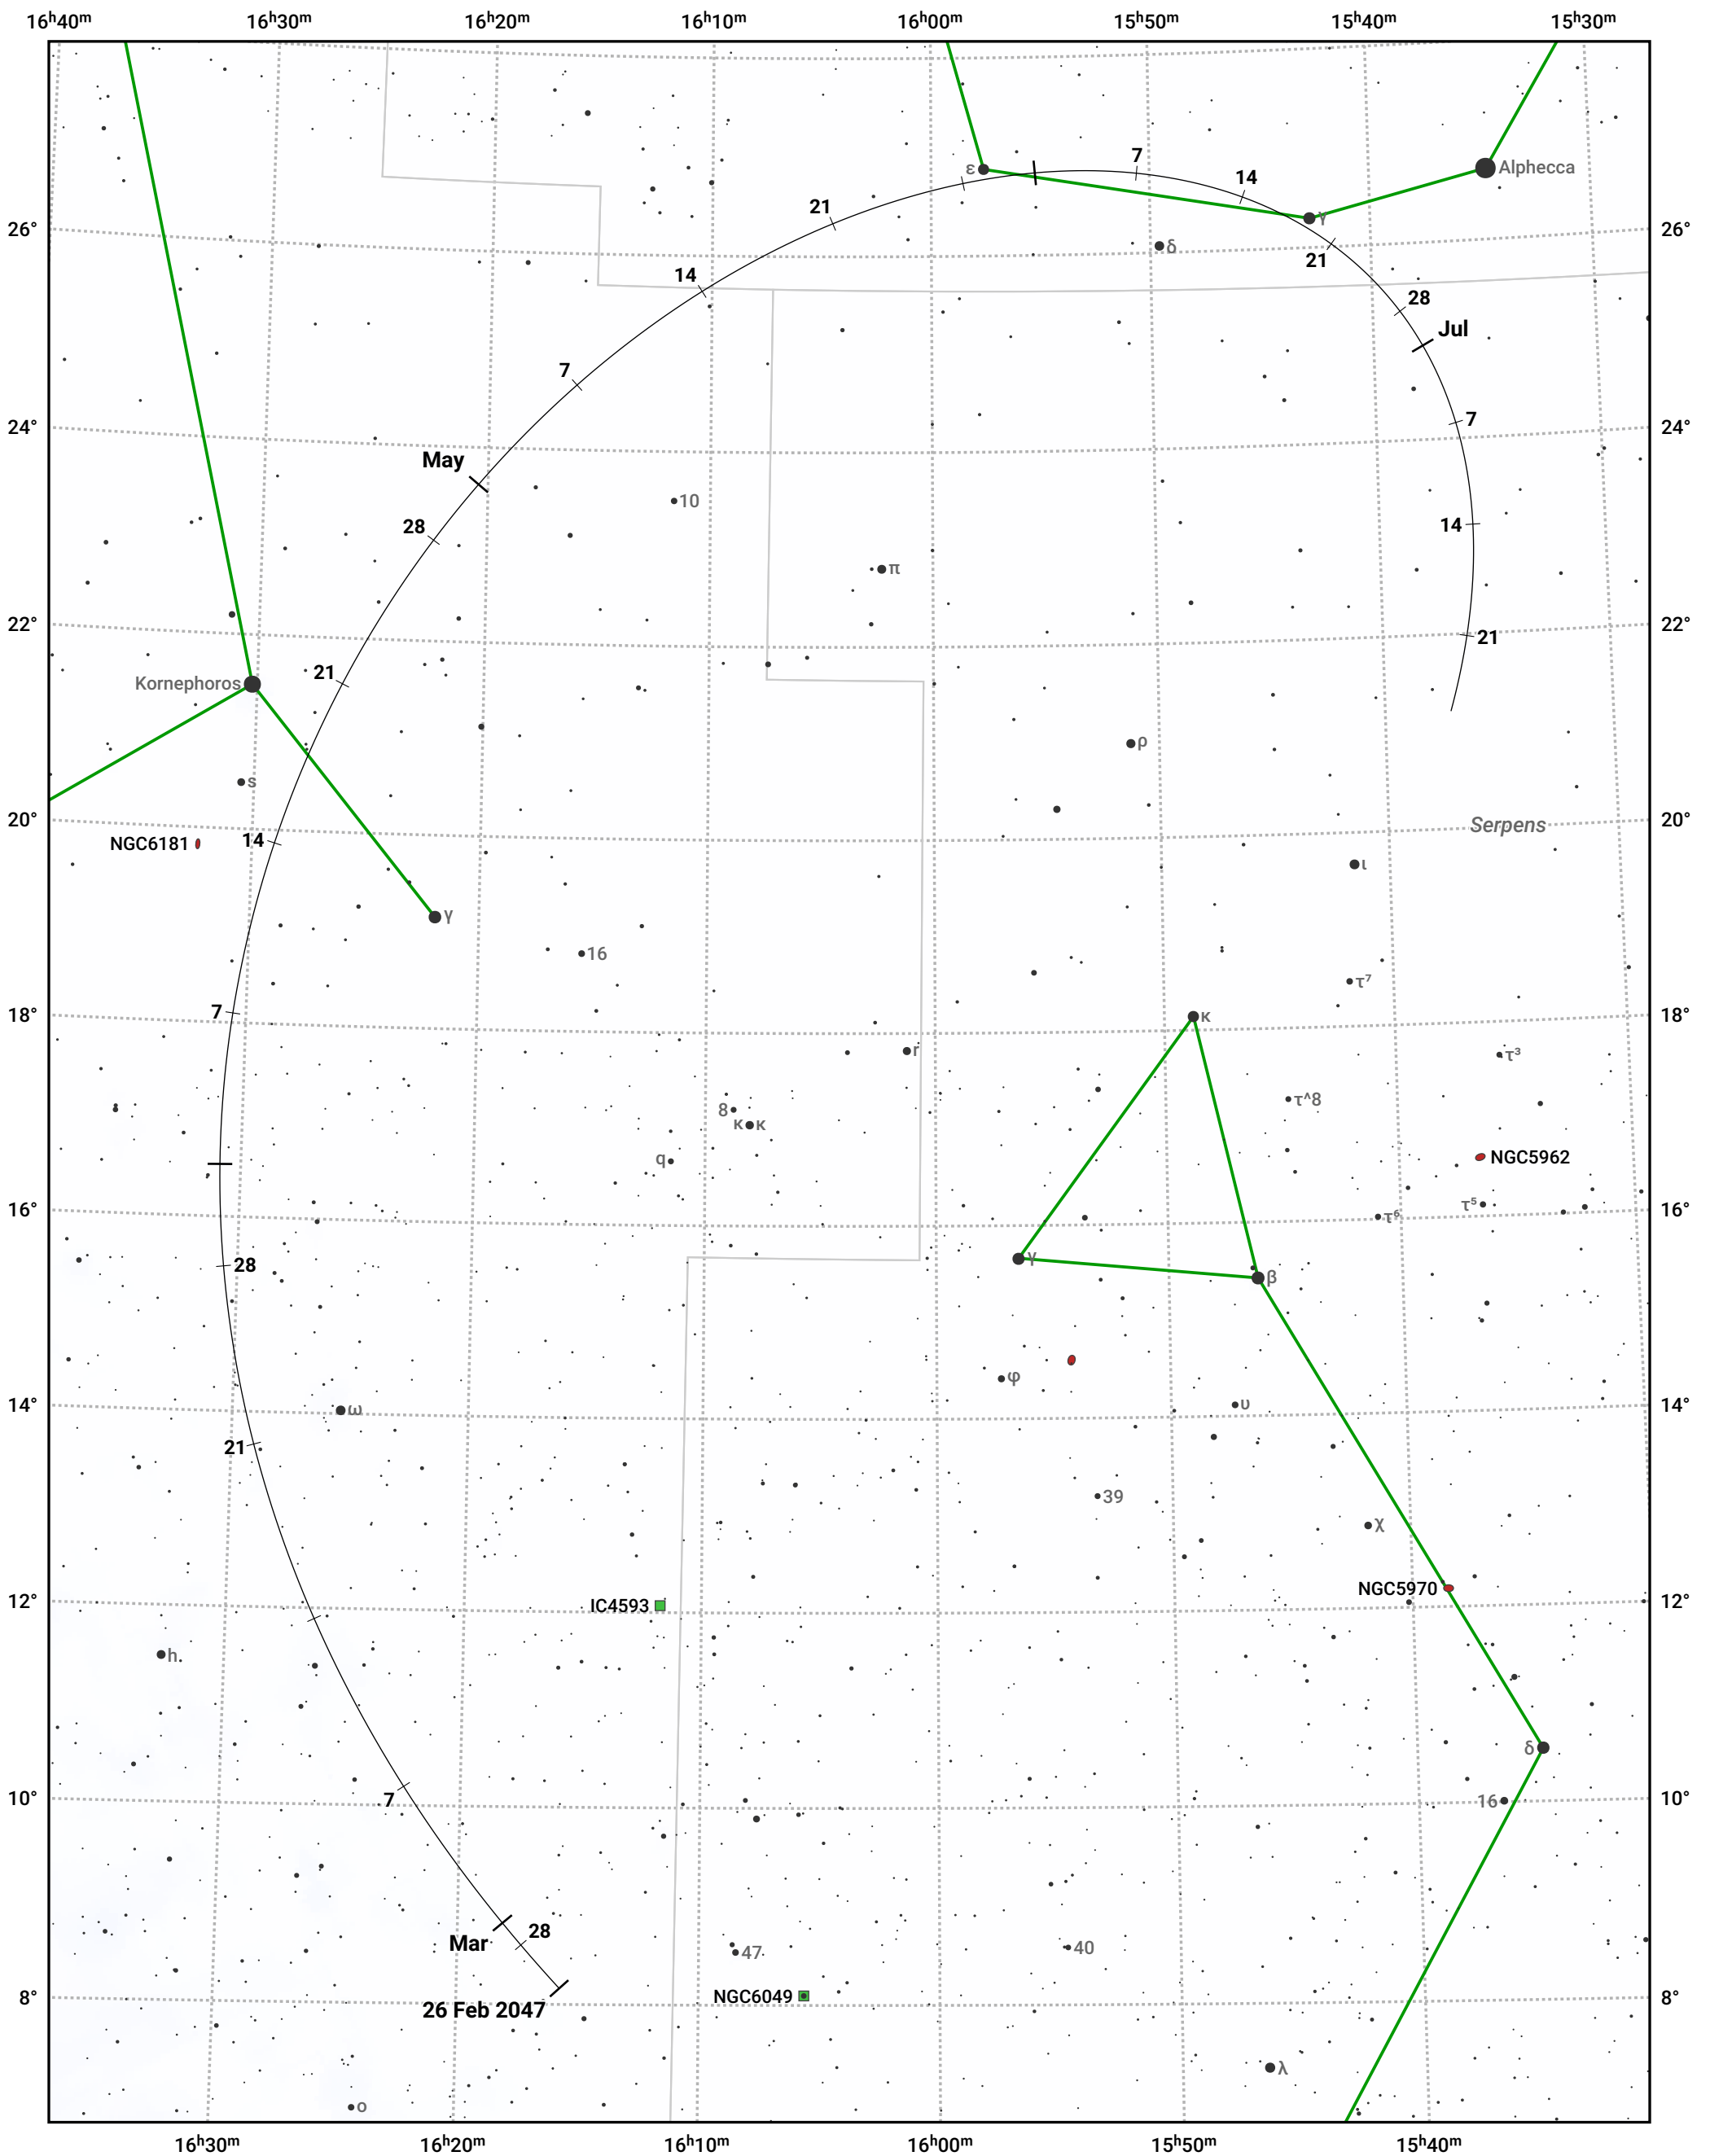 16h40m 16h30m 16h20m 16h10m 16h00m 15h50m 15h40m 15h30m
ε
7
Alphecca
14
21
γ
26°
26°
δ
21
14
28
Jul
7
24°
7
24°
May
10
28
14
π
22°
22°
21
21
Kornephoros
ρ
s
20°
Serpens
20°
NGC6181
14
ι
γ
16
τ⁷
7
18°
κ
18°
r
τ³
8
τ^8
κ κ
q
NGC5962
16°
τ⁵
16°
τ⁶
γ
28
β
φ
14°
ω
υ
14°
21
39
χ
NGC5970
12°
IC4593
12°
h
δ
10°
7
16
10°
28
Mar
47
40
8°
NGC6049
8°
26 Feb 2047
λ
ο
16h30m 16h20m 16h10m 16h00m 15h50m 15h40m